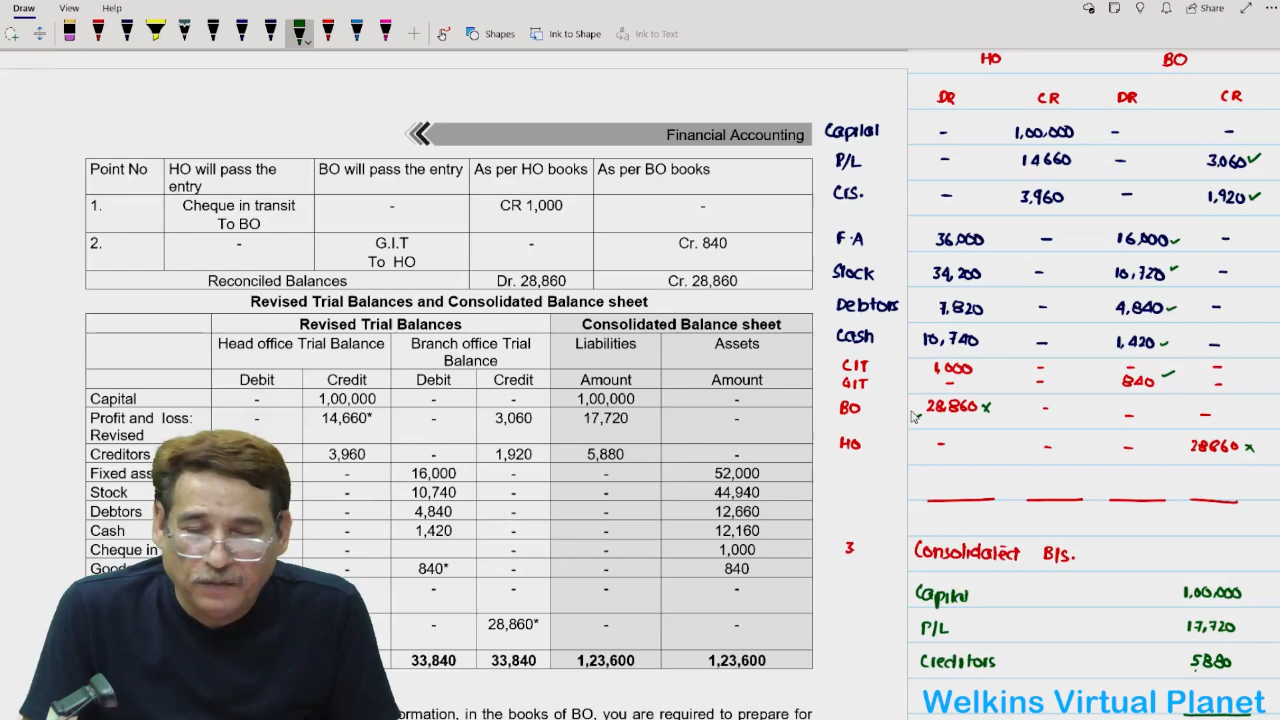 Draw View Help
Shapes Ink to Shape Ink to Text Share
Financial Accounting
Point No HO will pass the entry BO will pass the entry As per HO books As per BO books
1. Cheque in transit To BO - CR 1,000 -
2. - G.I.T To HO - Cr. 840
Reconciled Balances Dr. 28,860 Cr. 28,860
Revised Trial Balances and Consolidated Balance sheet
Revised Trial Balances Consolidated Balance sheet
Head office Trial Balance Branch office Trial Balance Liabilities Assets
Debit Credit Debit Credit Amount Amount
Capital - 1,00,000 - - 1,00,000 -
Profit and loss: Revised - 14,660* - 3,060 17,720 -
Creditors 3,960 - 1,920 5,880 -
Fixed ass - 16,000 - - 52,000
Stock - 10,740 - - 44,940
Debtors - 4,840 - - 12,660
Cash - 1,420 - - 12,160
Cheque in - - - - 1,000
Goo - 840* - - 840
- - - - -
- 28,860* - -
33,840 33,840 1,23,600 1,23,600
ormation, in the books of BO, you are required to prepare for
HO BO
DR CR DR CR
Capital - 1,00,000 - -
P/L - 14660 - 3,060
Crs. - 3,960 - 1,920
F.A 36,000 - 16,000 -
Stock 34,200 - 10,720 -
Debtors 7,820 - 4,840 -
Cash 10,740 - 1,420 -
CIT 1,000 - - -
GIT - - 840 -
BO 28,860 x - - -
HO - - - 28860 x
3 Consolidated B/s.
Capital 1,00,000
P/L 17,720
Creditors 5880
Welkins Virtual Planet